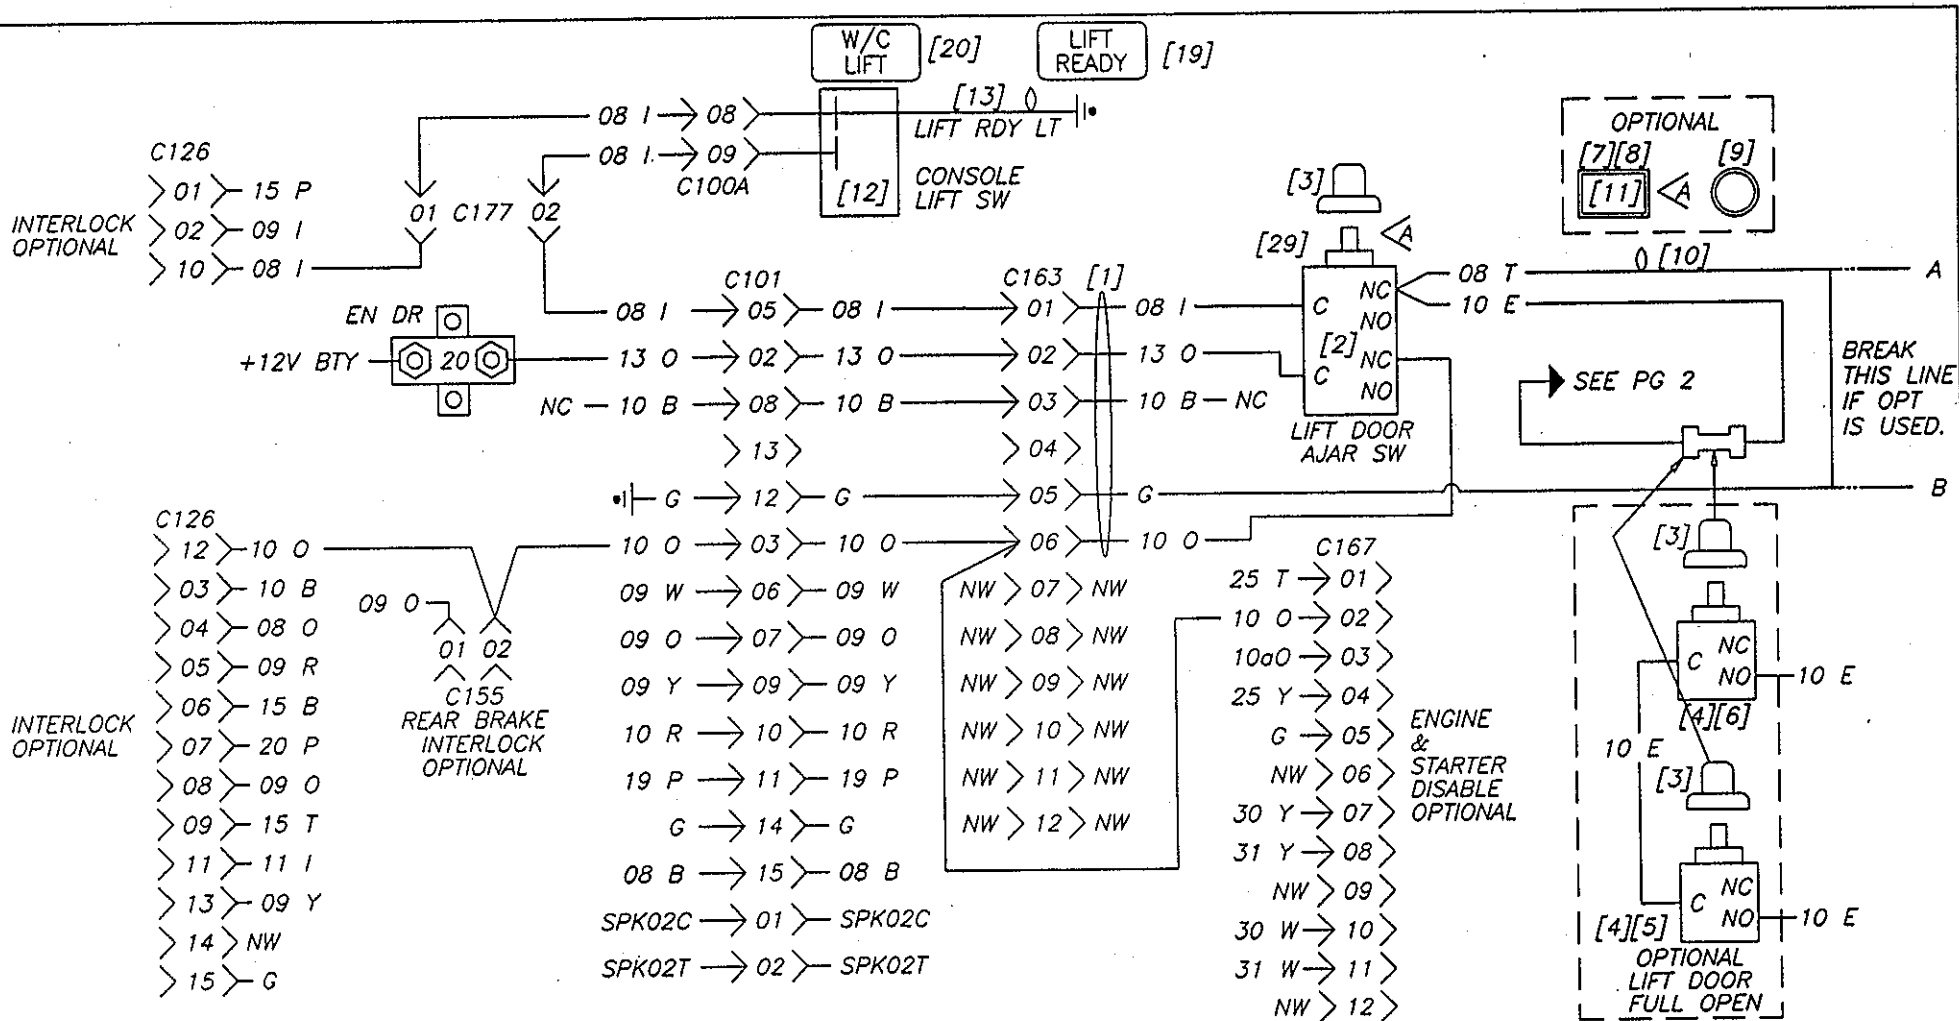 W/C
LIFT
[20]
LIFT
READY
[19]
[13]
LIFT RDY LT
08 I
08
08 I
09
C100A
[12]
CONSOLE
LIFT SW
C126
01
15 P
02
09 I
10
08 I
INTERLOCK
OPTIONAL
01
C177
02
OPTIONAL
[7][8]
[9]
[11]
A
[3]
[29]
A
[10]
08 T
A
10 E
C
NC
NO
[2]
NC
C
NO
LIFT DOOR
AJAR SW
EN DR
+12V BTY
20
C101
C163
[1]
08 I
05
08 I
01
08 I
13 O
02
13 O
02
13 O
NC
10 B
08
10 B
03
10 B
NC
13
04
G
12
G
05
G
B
10 O
03
10 O
06
10 O
09 W
06
09 W
NW
07
NW
09 O
07
09 O
NW
08
NW
09 Y
09
09 Y
NW
09
NW
10 R
10
10 R
NW
10
NW
19 P
11
19 P
NW
11
NW
G
14
G
NW
12
NW
08 B
15
08 B
SPK02C
01
SPK02C
SPK02T
02
SPK02T
SEE PG 2
BREAK
THIS LINE
IF OPT
IS USED.
C126
12
10 O
03
10 B
04
08 O
05
09 R
06
15 B
07
20 P
08
09 O
09
15 T
11
11 I
13
09 Y
14
NW
15
G
INTERLOCK
OPTIONAL
09 O
01
02
C155
REAR BRAKE
INTERLOCK
OPTIONAL
C167
25 T
01
10 O
02
10aO
03
25 Y
04
G
05
NW
06
30 Y
07
31 Y
08
NW
09
30 W
10
31 W
11
NW
12
ENGINE
&
STARTER
DISABLE
OPTIONAL
[3]
C
NC
NO
10 E
[4][6]
10 E
[3]
C
NC
NO
10 E
[4][5]
OPTIONAL
LIFT DOOR
FULL OPEN